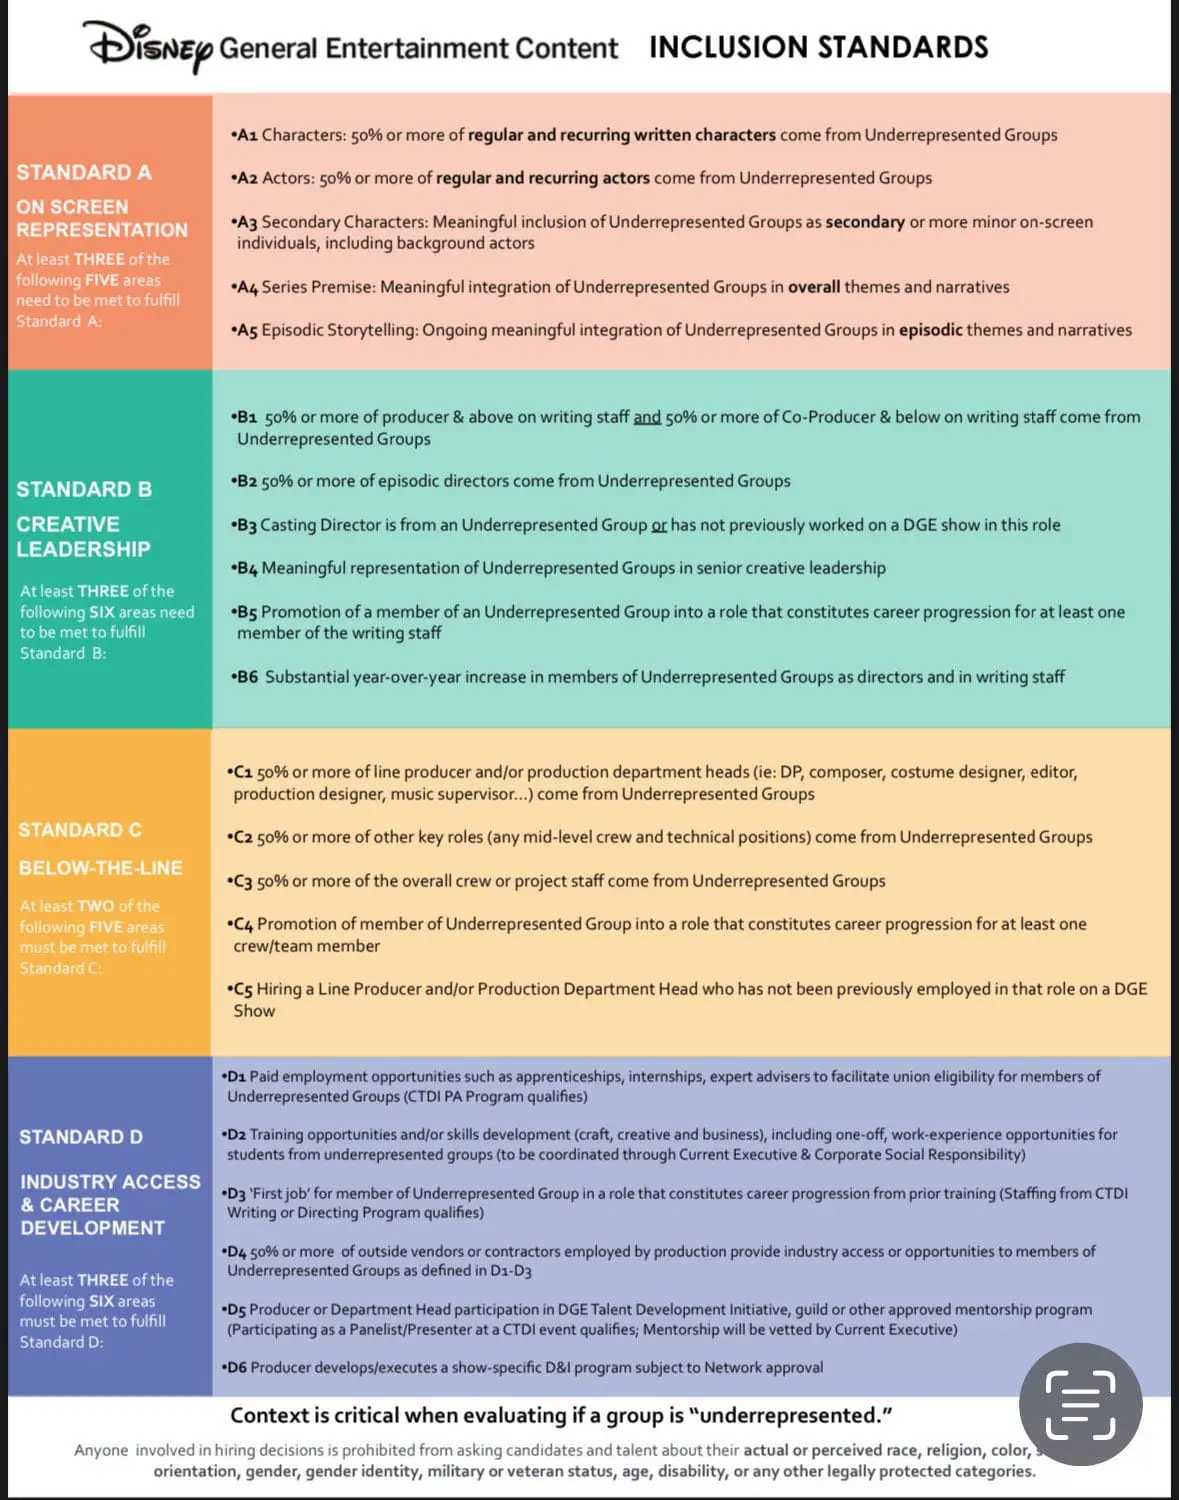 Disney General Entertainment Content INCLUSION STANDARDS
STANDARD A
ON SCREEN
REPRESENTATION
At least THREE of the
following FIVE areas
need to be met to fulfill
Standard A:
•A1 Characters: 50% or more of regular and recurring written characters come from Underrepresented Groups
•A2 Actors: 50% or more of regular and recurring actors come from Underrepresented Groups
•A3 Secondary Characters: Meaningful inclusion of Underrepresented Groups as secondary or more minor on-screen
individuals, including background actors
•A4 Series Premise: Meaningful integration of Underrepresented Groups in overall themes and narratives
•A5 Episodic Storytelling: Ongoing meaningful integration of Underrepresented Groups in episodic themes and narratives
STANDARD B
CREATIVE
LEADERSHIP
At least THREE of the
following SIX areas need
to be met to fulfill
Standard B:
•B1 50% or more of producer & above on writing staff and 50% or more of Co-Producer & below on writing staff come from
Underrepresented Groups
•B2 50% or more of episodic directors come from Underrepresented Groups
•B3 Casting Director is from an Underrepresented Group or has not previously worked on a DGE show in this role
•B4 Meaningful representation of Underrepresented Groups in senior creative leadership
•B5 Promotion of a member of an Underrepresented Group into a role that constitutes career progression for at least one
member of the writing staff
•B6 Substantial year-over-year increase in members of Underrepresented Groups as directors and in writing staff
STANDARD C
BELOW-THE-LINE
At least TWO of the
following FIVE areas
must be met to fulfill
Standard C:
•C1 50% or more of line producer and/or production department heads (ie: DP, composer, costume designer, editor,
production designer, music supervisor...) come from Underrepresented Groups
•C2 50% or more of other key roles (any mid-level crew and technical positions) come from Underrepresented Groups
•C3 50% or more of the overall crew or project staff come from Underrepresented Groups
•C4 Promotion of member of Underrepresented Group into a role that constitutes career progression for at least one
crew/team member
•C5 Hiring a Line Producer and/or Production Department Head who has not been previously employed in that role on a DGE
Show
STANDARD D
INDUSTRY ACCESS
& CAREER
DEVELOPMENT
At least THREE of the
following SIX areas
must be met to fulfill
Standard D:
•D1 Paid employment opportunities such as apprenticeships, internships, expert advisers to facilitate union eligibility for members of
Underrepresented Groups (CTDI PA Program qualifies)
•D2 Training opportunities and/or skills development (craft, creative and business), including one-off, work-experience opportunities for
students from underrepresented groups (to be coordinated through Current Executive & Corporate Social Responsibility)
•D3 'First job' for member of Underrepresented Group in a role that constitutes career progression from prior training (Staffing from CTDI
Writing or Directing Program qualifies)
•D4 50% or more of outside vendors or contractors employed by production provide industry access or opportunities to members of
Underrepresented Groups as defined in D1-D3
•D5 Producer or Department Head participation in DGE Talent Development Initiative, guild or other approved mentorship program
(Participating as a Panelist/Presenter at a CTDI event qualifies; Mentorship will be vetted by Current Executive)
•D6 Producer develops/executes a show-specific D&I program subject to Network approval
Context is critical when evaluating if a group is "underrepresented."
Anyone involved in hiring decisions is prohibited from asking candidates and talent about their actual or perceived race, religion, color,
orientation, gender, gender identity, military or veteran status, age, disability, or any other legally protected categories.